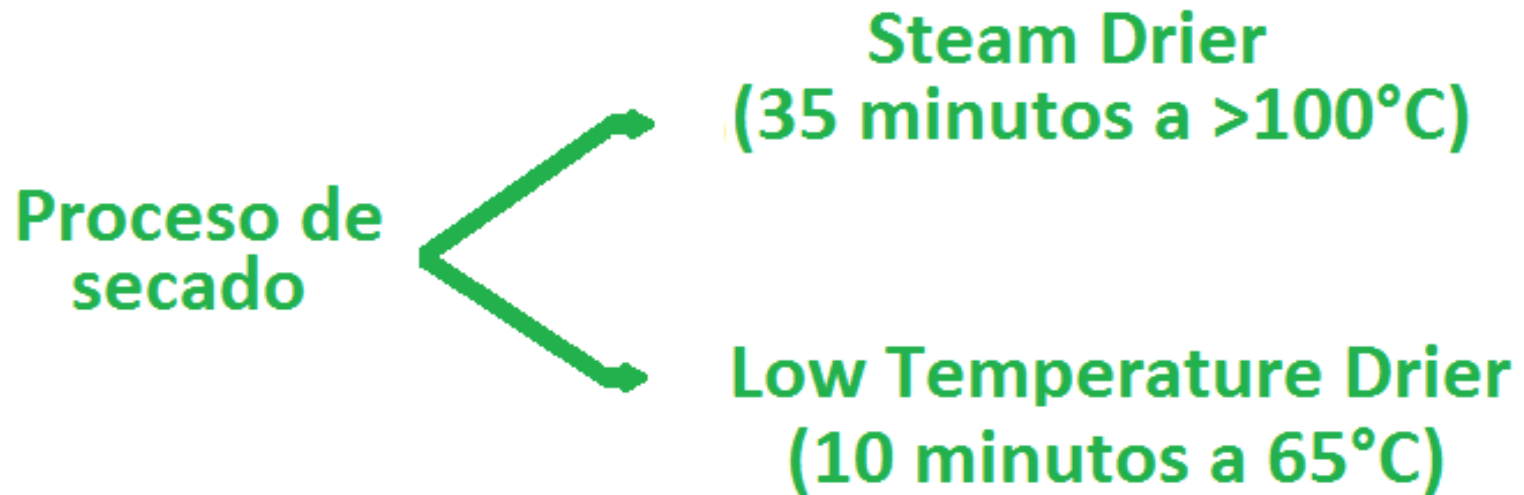 Steam Drier
(35 minutos a >100°C)
Proceso de
secado
Low Temperature Drier
(10 minutos a 65°C)